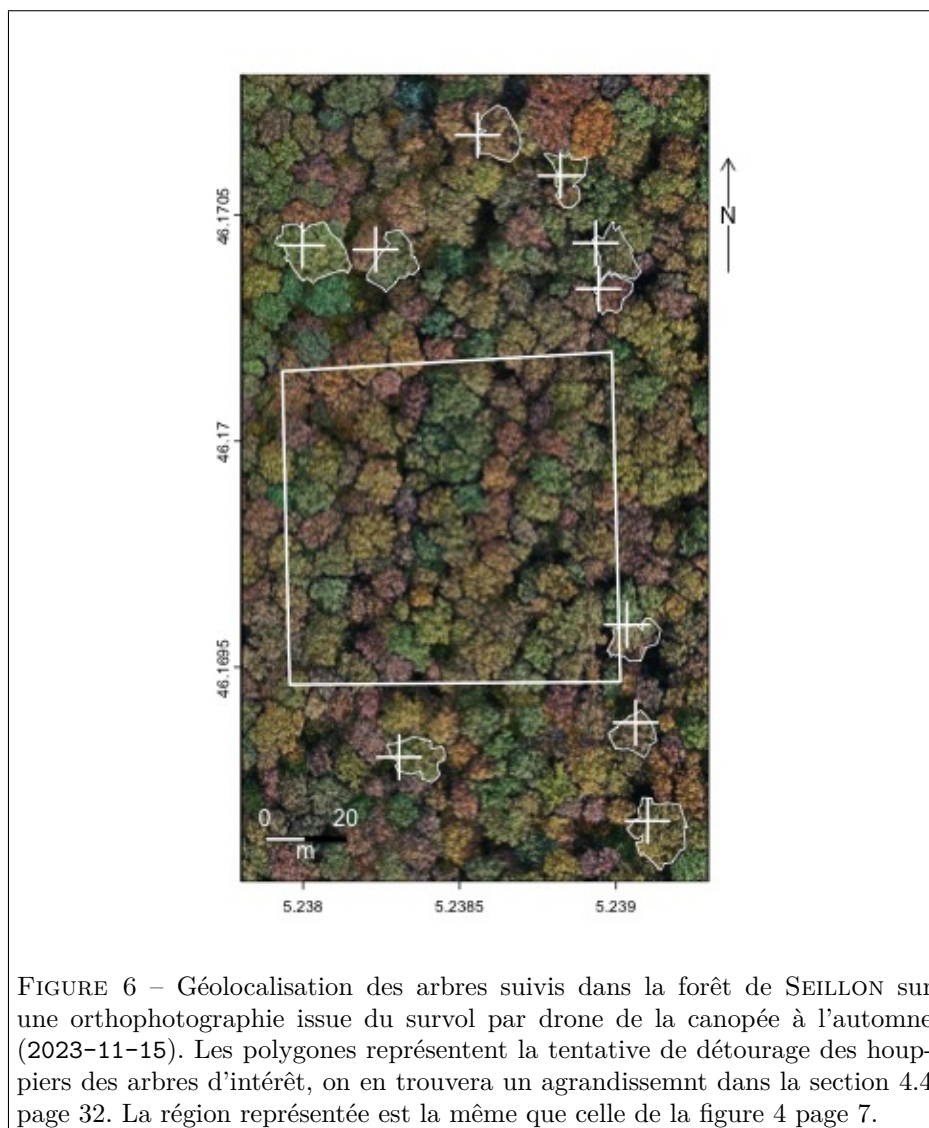 N
46.1705
46.17
46.1695
0 20
m
5.238 5.2385 5.239
FIGURE 6 – Géolocalisation des arbres suivis dans la forêt de SEILLON sur
une orthophotographie issue du survol par drone de la canopée à l'automne
(2023-11-15). Les polygones représentent la tentative de détourage des houp-
piers des arbres d'intérêt, on en trouvera un agrandissemnt dans la section 4.4
page 32. La région représentée est la même que celle de la figure 4 page 7.